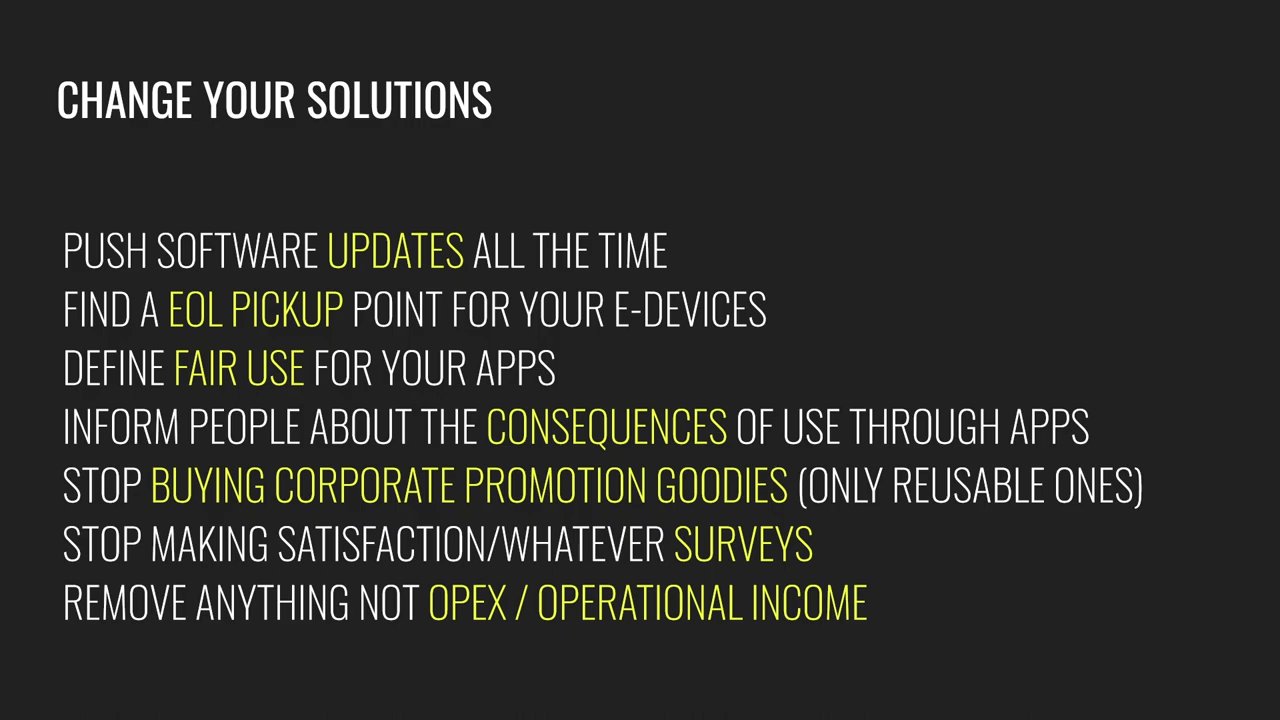 CHANGE YOUR SOLUTIONS
PUSH SOFTWARE UPDATES ALL THE TIME
FIND A EOL PICKUP POINT FOR YOUR E-DEVICES
DEFINE FAIR USE FOR YOUR APPS
INFORM PEOPLE ABOUT THE CONSEQUENCES OF USE THROUGH APPS
STOP BUYING CORPORATE PROMOTION GOODIES (ONLY REUSABLE ONES)
STOP MAKING SATISFACTION/WHATEVER SURVEYS
REMOVE ANYTHING NOT OPEX / OPERATIONAL INCOME